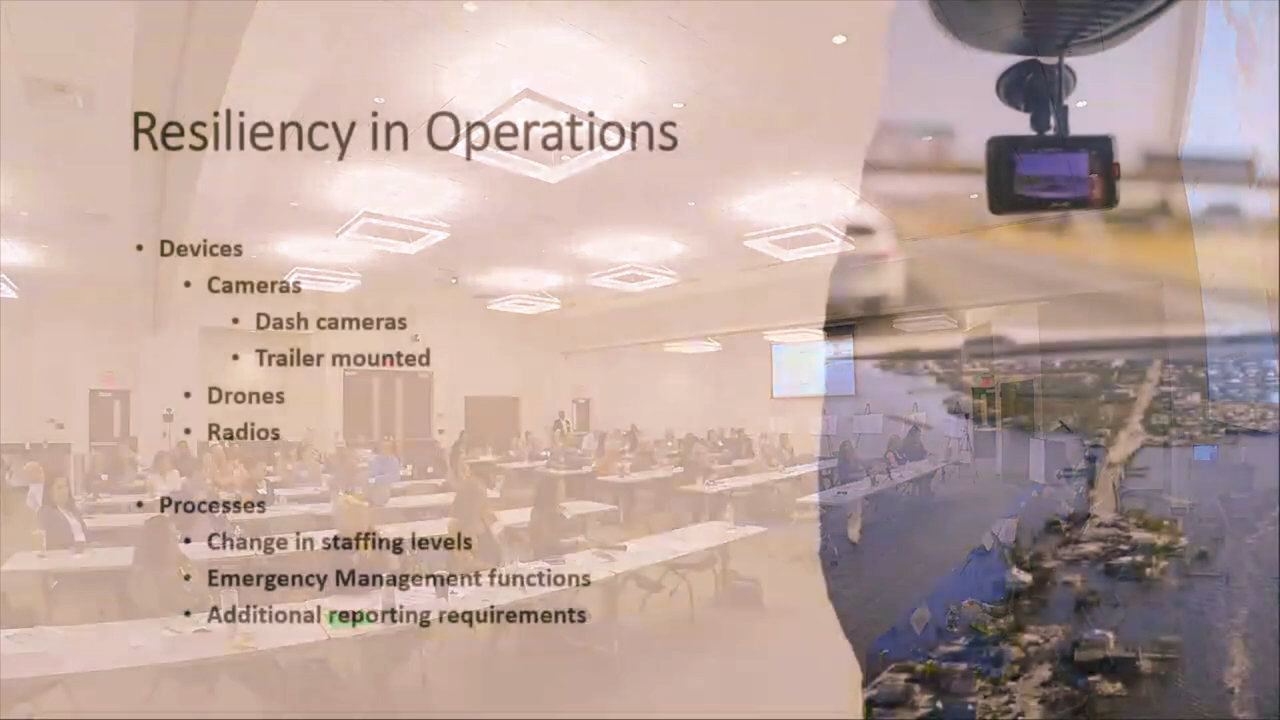 Resiliency in Operations
• Devices
• Cameras
• Dash cameras
• Trailer mounted
• Drones
• Radios
• Processes
• Change in staffing levels
• Emergency Management functions
• Additional reporting requirements